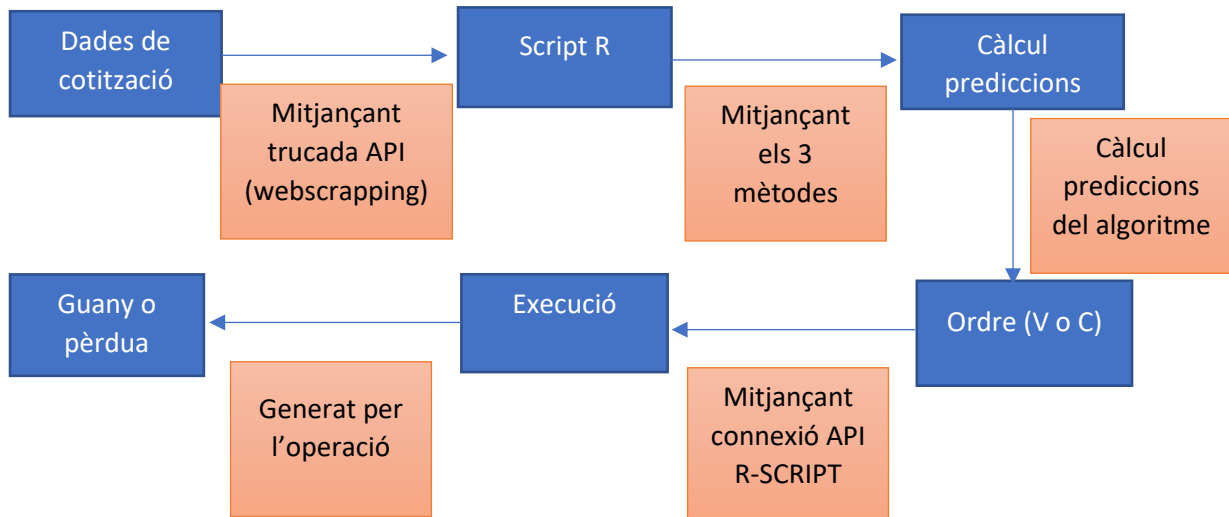 Dades de
cotització
Mitjançant
trucada API
(webscrapping)
Script R
Mitjançant
els 3
mètodes
Càlcul
prediccions
Càlcul
prediccions
del algoritme
Ordre (V o C)
Mitjançant
connexió API
R-SCRIPT
Execució
Generat per
l’operació
Guany o
pèrdua